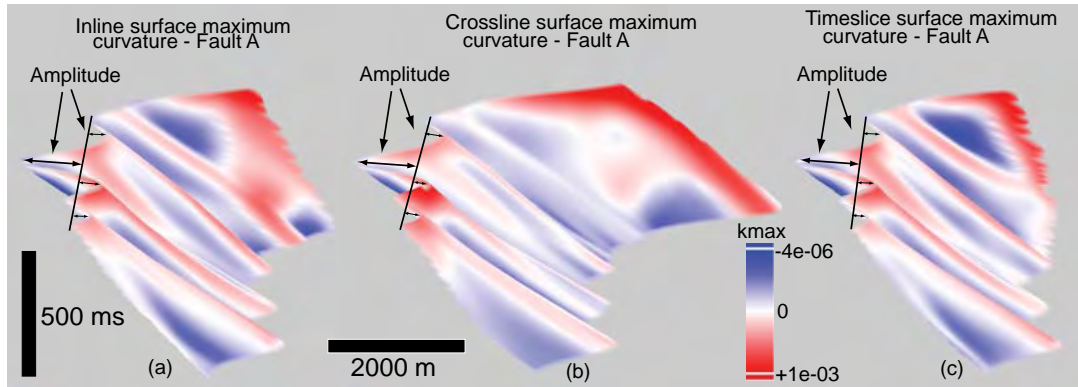 Inline surface maximum
curvature - Fault A
Amplitude
500 ms
(a)
Crossline surface maximum
curvature - Fault A
Amplitude
2000 m
(b)
kmax
-4e-06
0
+1e-03
Timeslice surface maximum
curvature - Fault A
Amplitude
(c)